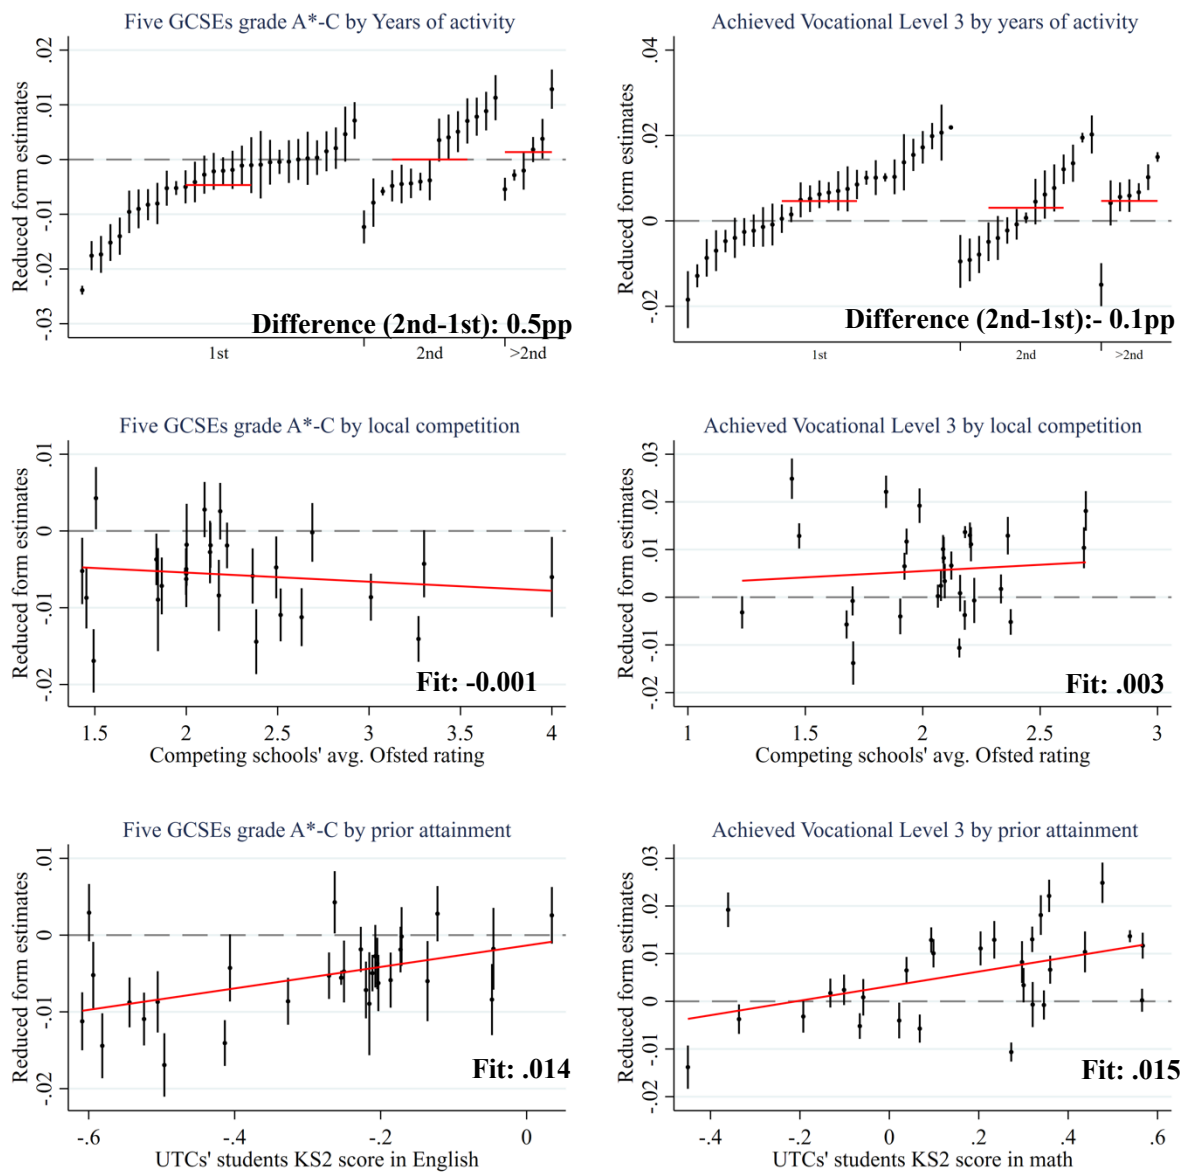 Five GCSEs grade A*-C by Years of activity
Reduced form estimates
.02
.01
0
-.01
-.02
-.03
Difference (2nd-1st): 0.5pp
1st 2nd >2nd
Achieved Vocational Level 3 by years of activity
Reduced form estimates
.04
.02
0
-.02
Difference (2nd-1st):- 0.1pp
1st 2nd >2nd
Five GCSEs grade A*-C by local competition
Reduced form estimates
.01
0
-.01
-.02
Fit: -0.001
1.5 2 2.5 3 3.5 4
Competing schools' avg. Ofsted rating
Achieved Vocational Level 3 by local competition
Reduced form estimates
.03
.02
.01
0
-.01
-.02
Fit: .003
1 1.5 2 2.5 3
Competing schools' avg. Ofsted rating
Five GCSEs grade A*-C by prior attainment
Reduced form estimates
.01
0
-.01
-.02
Fit: .014
-.6 -.4 -.2 0
UTCs' students KS2 score in English
Achieved Vocational Level 3 by prior attainment
Reduced form estimates
.03
.02
.01
0
-.01
-.02
Fit: .015
-.4 -.2 0 .2 .4 .6
UTCs' students KS2 score in math